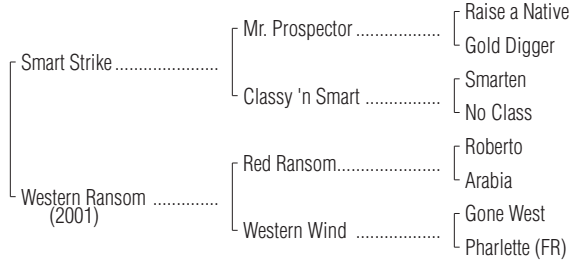 Raise a Native
Mr. Prospector ..................
Gold Digger
Smart Strike ......................
Smarten
Classy 'n Smart ................
No Class
Roberto
Red Ransom.......................
Arabia
Western Ransom ..............
(2001)
Gone West
Western Wind ..................
Pharlette (FR)